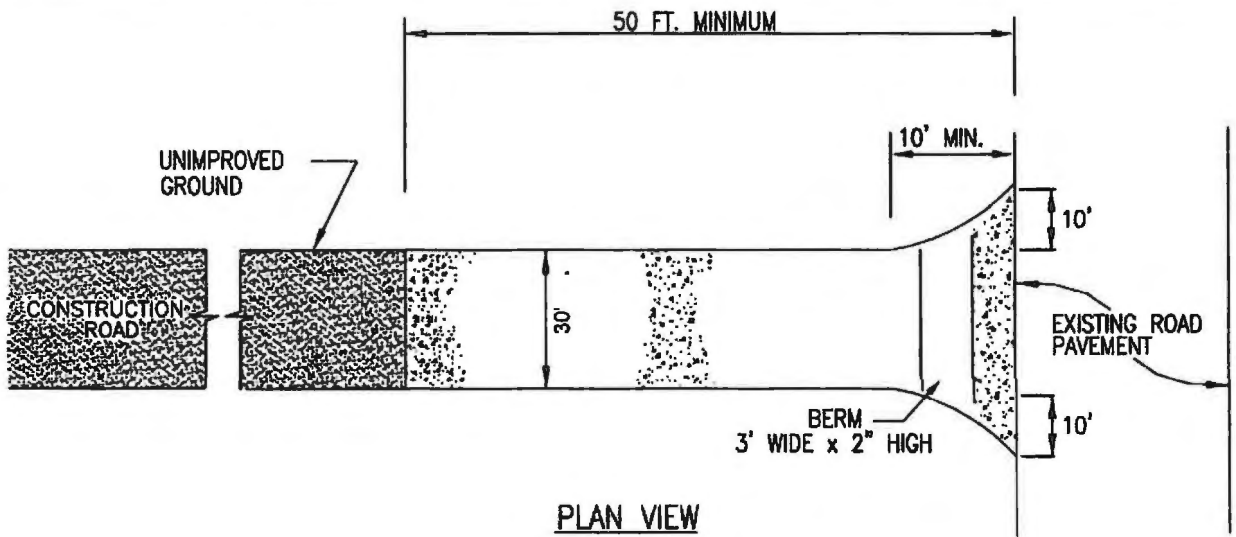 50 FT. MINIMUM
10' MIN.
UNIMPROVED
GROUND
10'
CONSTRUCTION
ROAD
30'
EXISTING ROAD
PAVEMENT
BERM
3' WIDE x 2" HIGH
10'
PLAN VIEW